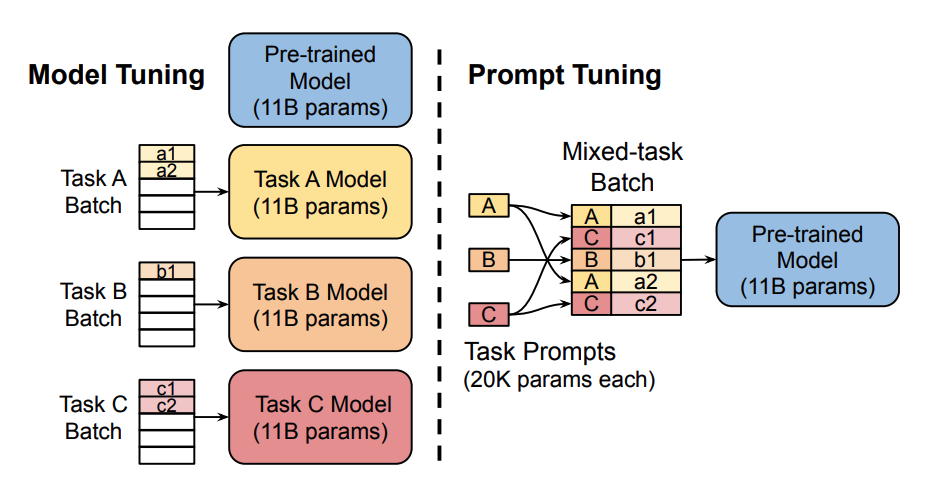 Model Tuning
Pre-trained
Model
(11B params)
Task A
Batch
a1
a2
Task A Model
(11B params)
Task B
Batch
b1
Task B Model
(11B params)
Task C
Batch
c1
c2
Task C Model
(11B params)
Prompt Tuning
Mixed-task
Batch
A
B
C
A a1
C c1
B b1
A a2
C c2
Task Prompts
(20K params each)
Pre-trained
Model
(11B params)